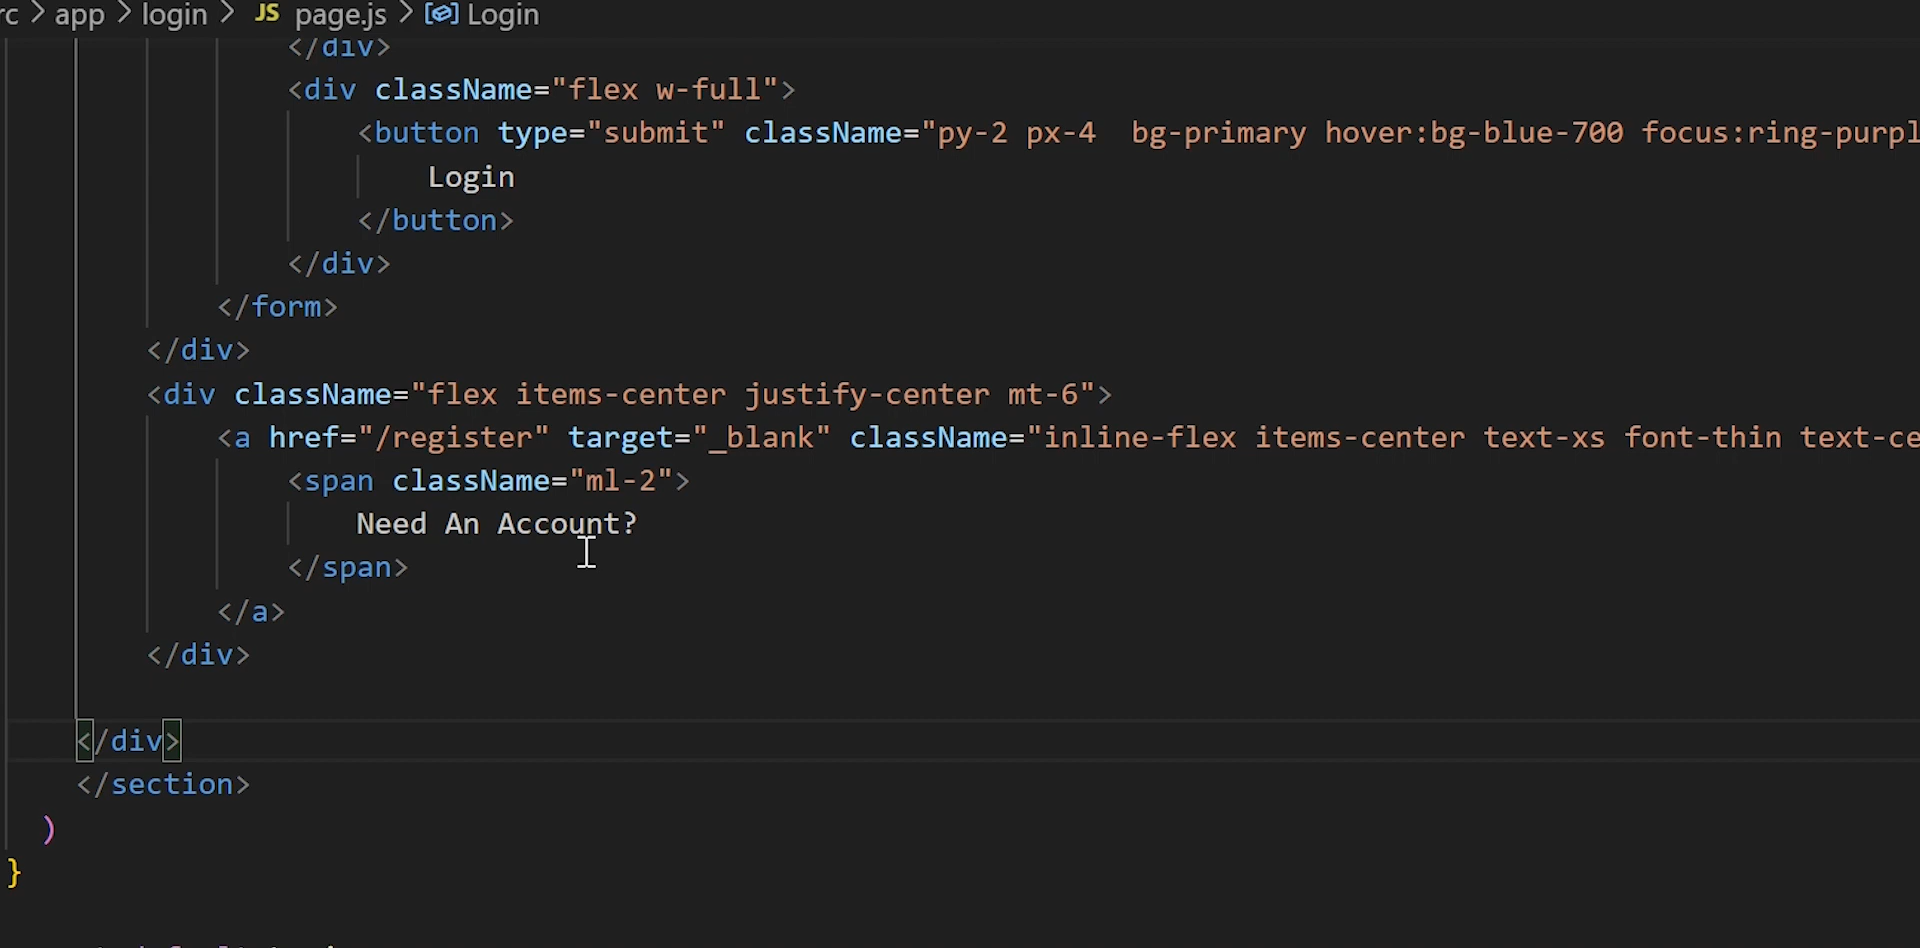 rc > app > login > JS page.js > Login
</div>
<div className="flex w-full">
<button type="submit" className="py-2 px-4  bg-primary hover:bg-blue-700 focus:ring-purpl
Login
</button>
</div>
</form>
</div>
<div className="flex items-center justify-center mt-6">
<a href="/register" target="_blank" className="inline-flex items-center text-xs font-thin text-ce
<span className="ml-2">
Need An Account?
</span>
</a>
</div>
</div>
</section>
)
}